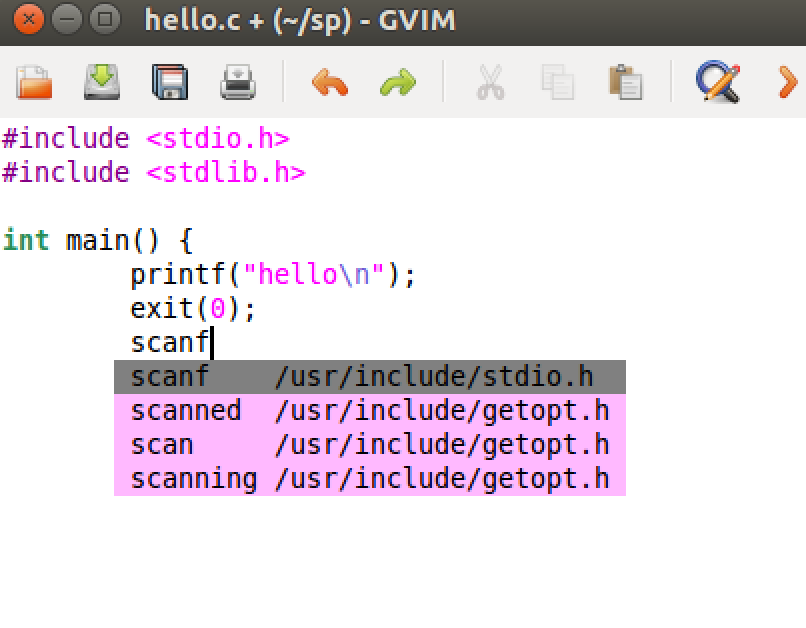 hello.c + (~/sp) - GVIM
#include <stdio.h>
#include <stdlib.h>
int main() {
printf("hello\n");
exit(0);
scanf
scanf /usr/include/stdio.h
scanned /usr/include/getopt.h
scan /usr/include/getopt.h
scanning /usr/include/getopt.h